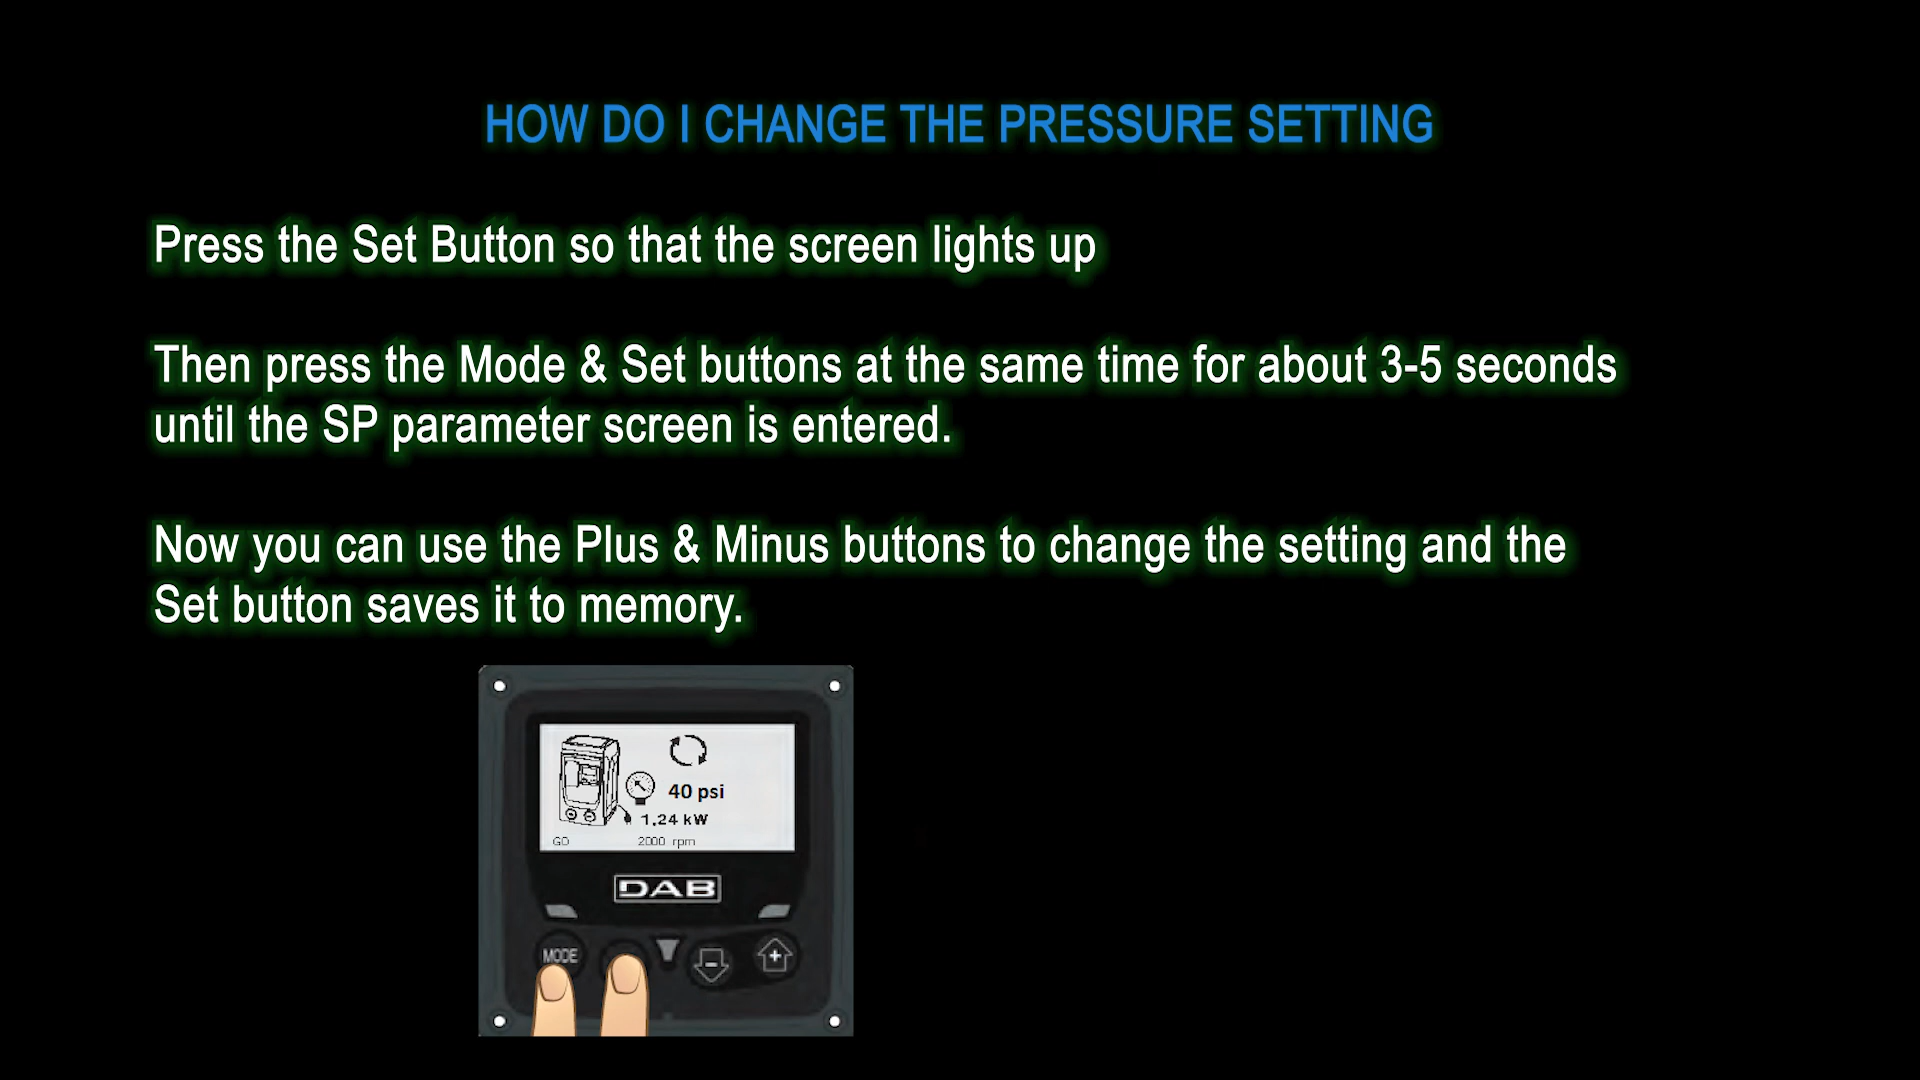 HOW DO I CHANGE THE PRESSURE SETTING
Press the Set Button so that the screen lights up
Then press the Mode & Set buttons at the same time for about 3-5 seconds
until the SP parameter screen is entered.
Now you can use the Plus & Minus buttons to change the setting and the
Set button saves it to memory.
40 psi
1.24 kW
GO 2000 rpm
DAB
MODE
- +